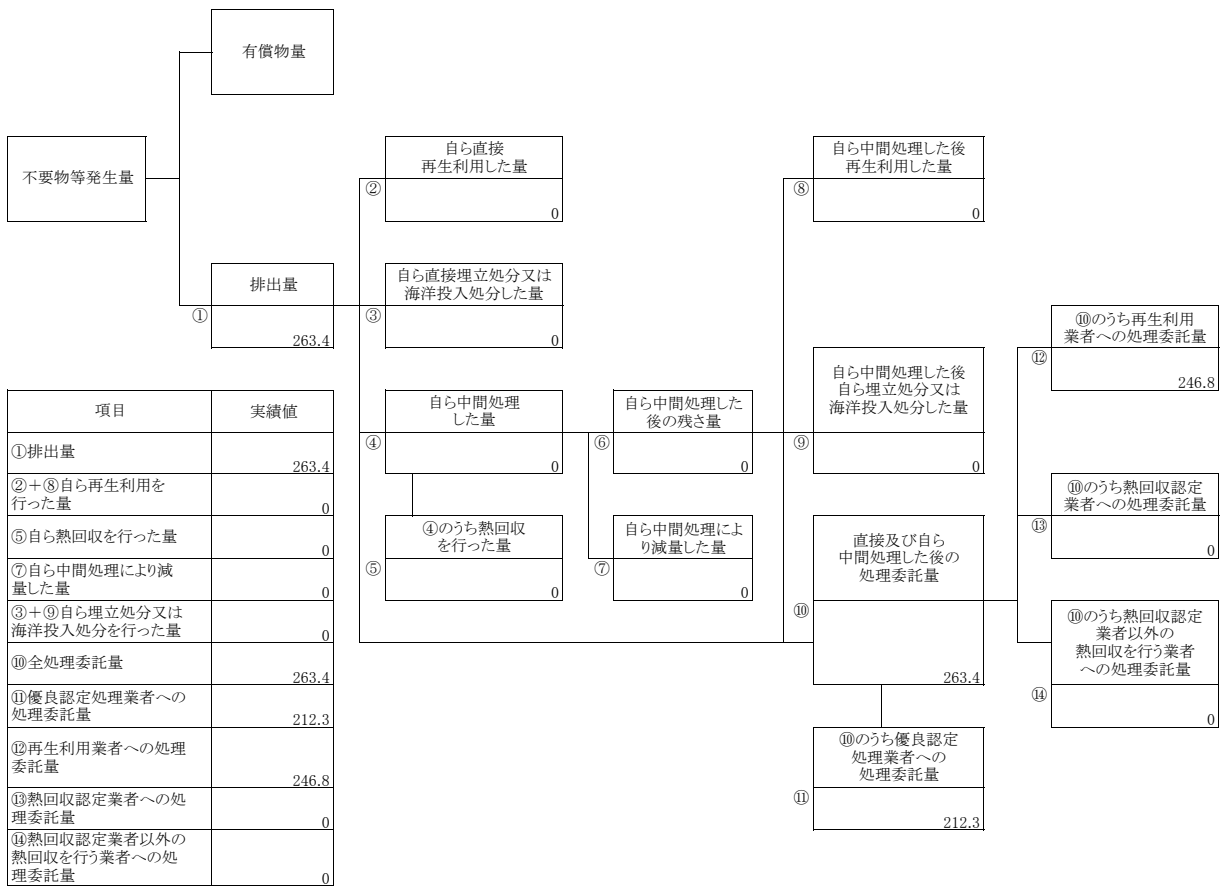 有償物量
不要物等発生量
自ら直接
再生利用した量
②
0
自ら中間処理した後
再生利用した量
⑧
0
排出量
①
263.4
自ら直接埋立処分又は
海洋投入処分した量
③
0
⑩のうち再生利用
業者への処理委託量
⑫
246.8
自ら中間処理
した量
④
0
自ら中間処理した
後の残さ量
⑥
0
自ら中間処理した後
自ら埋立処分又は
海洋投入処分した量
⑨
0
⑩のうち熱回収認定
業者への処理委託量
⑬
0
④のうち熱回収
を行った量
⑤
0
自ら中間処理によ
り減量した量
⑦
0
直接及び自ら
中間処理した後の
処理委託量
⑩
263.4
⑩のうち熱回収認定
業者以外の
熱回収を行う業者
への処理委託量
⑭
0
⑩のうち優良認定
処理業者への
処理委託量
⑪
212.3
項目
実績値
①排出量
263.4
②+⑧自ら再生利用を
行った量
0
⑤自ら熱回収を行った量
0
⑦自ら中間処理により減
量した量
0
③+⑨自ら埋立処分又は
海洋投入処分を行った量
0
⑩全処理委託量
263.4
⑪優良認定処理業者への
処理委託量
212.3
⑫再生利用業者への処理
委託量
246.8
⑬熱回収認定業者への処
理委託量
0
⑭熱回収認定業者以外の
熱回収を行う業者への処
理委託量
0